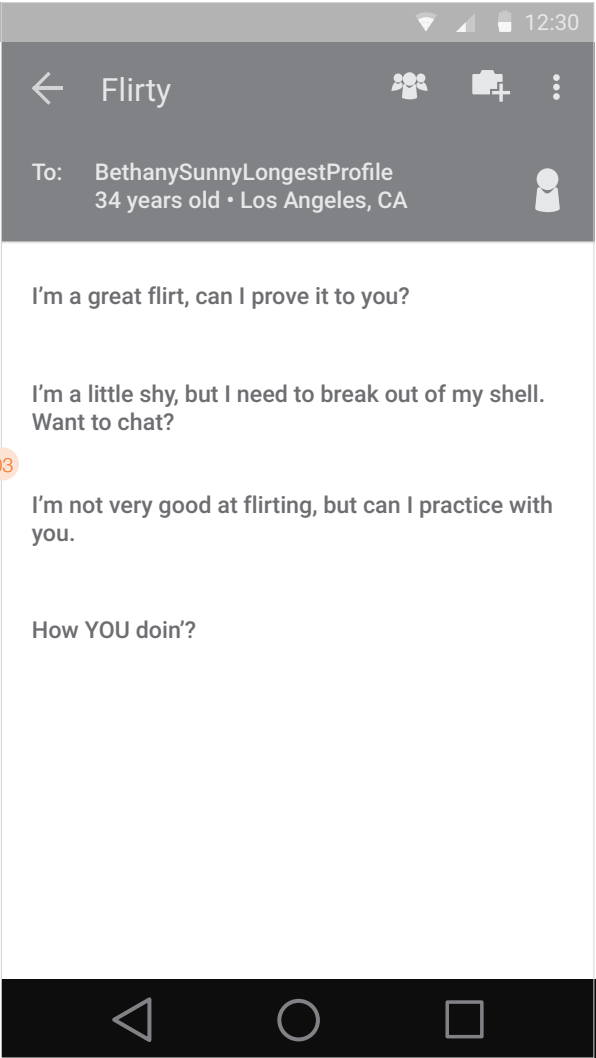 12:30
Flirty
To: BethanySunnyLongestProfile
34 years old • Los Angeles, CA
I’m a great flirt, can I prove it to you?
I’m a little shy, but I need to break out of my shell.
Want to chat?
03
I’m not very good at flirting, but can I practice with
you.
How YOU doin’?